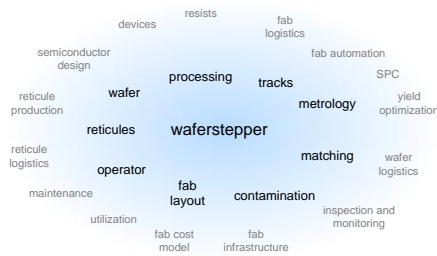 resists
devices
fab
logistics
semiconductor
design
fab automation
processing
tracks
SPC
wafer
metrology
reticule
production
yield
optimization
reticules
waferstepper
reticule
logistics
matching
wafer
logistics
operator
maintenance
fab
layout
contamination
utilization
inspection and
monitoring
fab cost
model
fab
infrastructure